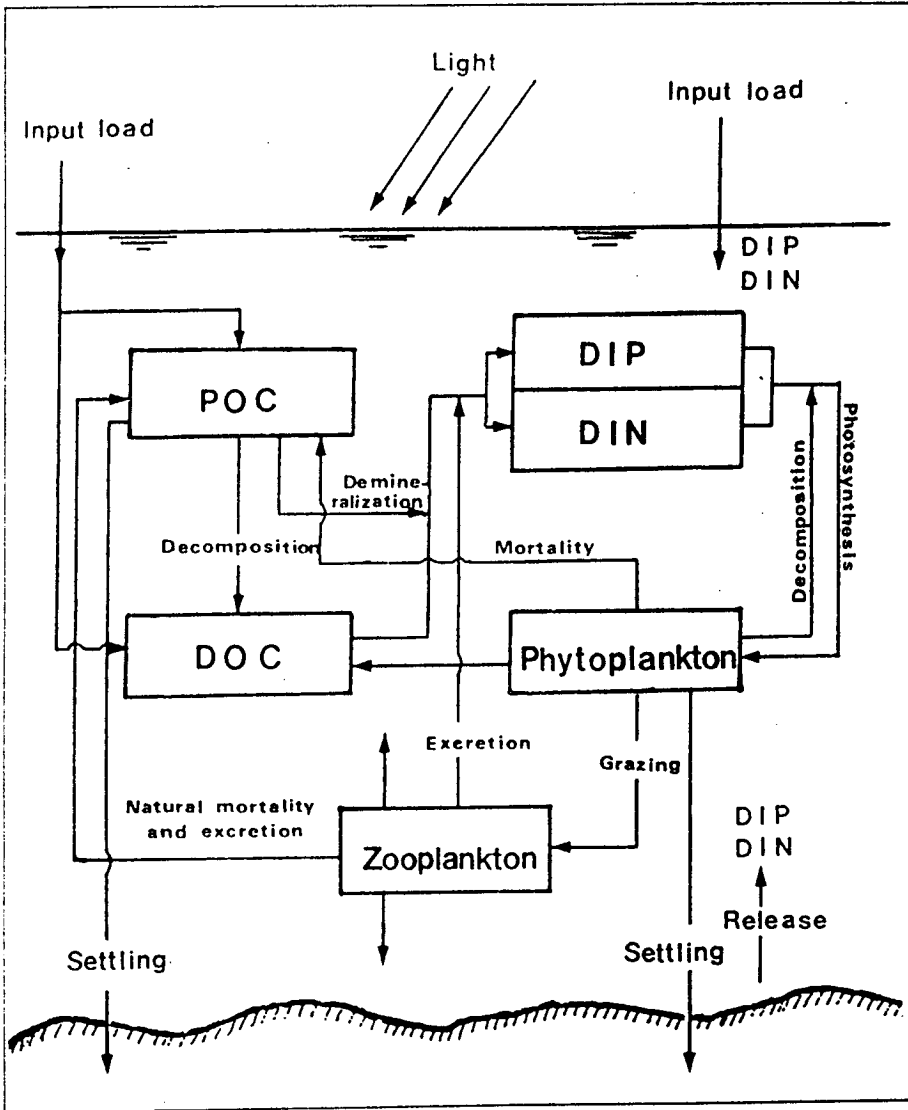 Light
Input load
Input load
DIP
DIN
POC
DIP
DIN
Demine-
ralization
Decomposition
Mortality
Decomposition
Photosynthesis
DOC
Phytoplankton
Excretion
Grazing
Natural mortality
and excretion
Zooplankton
DIP
DIN
Release
Settling
Settling